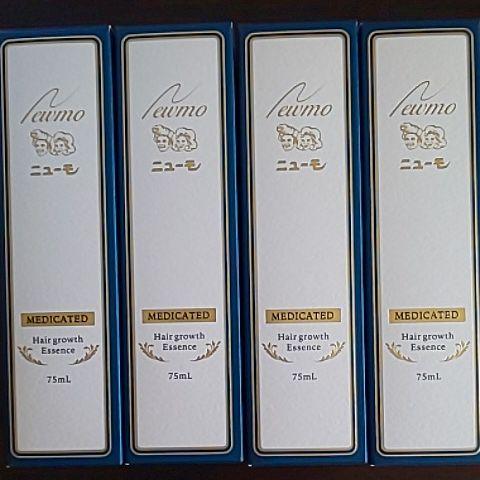 Newmo
ニューモ
MEDICATED
Hair growth
Essence
75mL
Newmo
ニューモ
MEDICATED
Hair growth
Essence
75mL
Newmo
ニューモ
MEDICATED
Hair growth
Essence
75mL
Newmo
ニューモ
MEDICATED
Hair growth
Essence
75mL